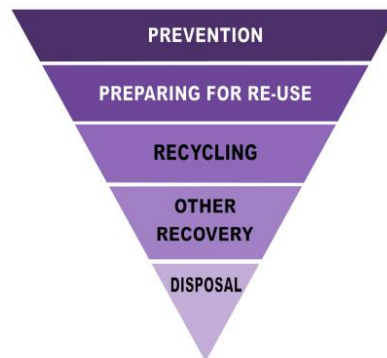 PREVENTION
PREPARING FOR RE-USE
RECYCLING
OTHER
RECOVERY
DISPOSAL